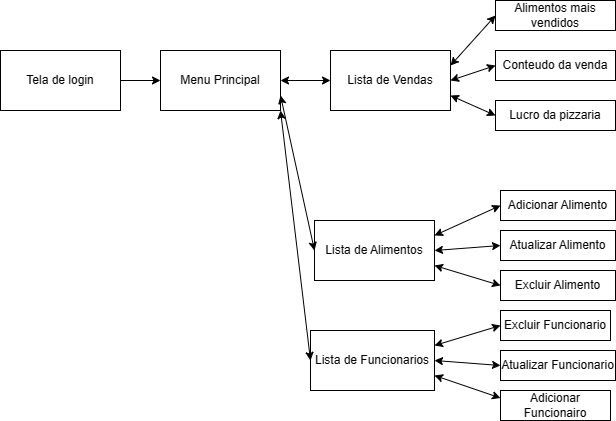 Alimentos mais
vendidos
Tela de login
Menu Principal
Lista de Vendas
Conteudo da venda
Lucro da pizzaria
Lista de Alimentos
Adicionar Alimento
Atualizar Alimento
Excluir Alimento
Lista de Funcionarios
Excluir Funcionario
Atualizar Funcionario
Adicionar
Funcionairo